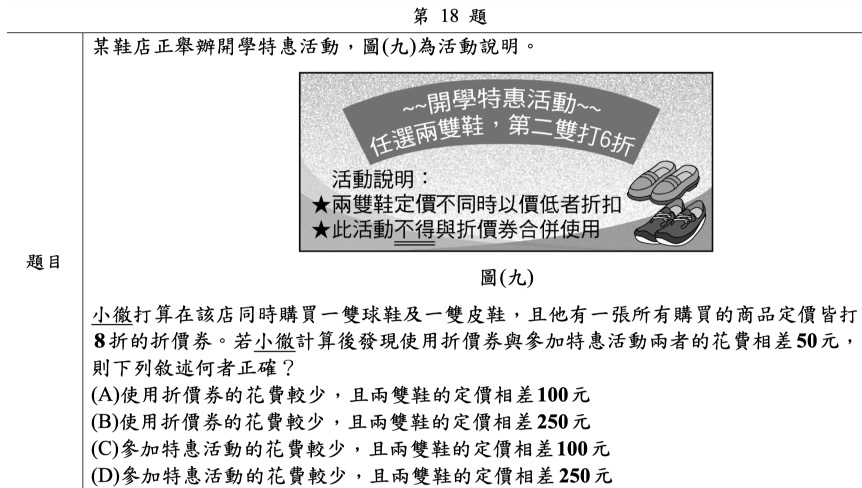 第 18 題
某鞋店正舉辦開學特惠活動，圖(九)為活動說明。
~~開學特惠活動~~
任選兩雙鞋，第二雙打6折
活動說明：
★兩雙鞋定價不同時以價低者折扣
★此活動不得與折價券合併使用
題目
圖(九)
小徹打算在該店同時購買一雙球鞋及一雙皮鞋，且他有一張所有購買的商品定價皆打
8折的折價券。若小徹計算後發現使用折價券與參加特惠活動兩者的花費相差50元，
則下列敘述何者正確？
(A)使用折價券的花費較少，且兩雙鞋的定價相差100元
(B)使用折價券的花費較少，且兩雙鞋的定價相差250元
(C)參加特惠活動的花費較少，且兩雙鞋的定價相差100元
(D)參加特惠活動的花費較少，且兩雙鞋的定價相差250元